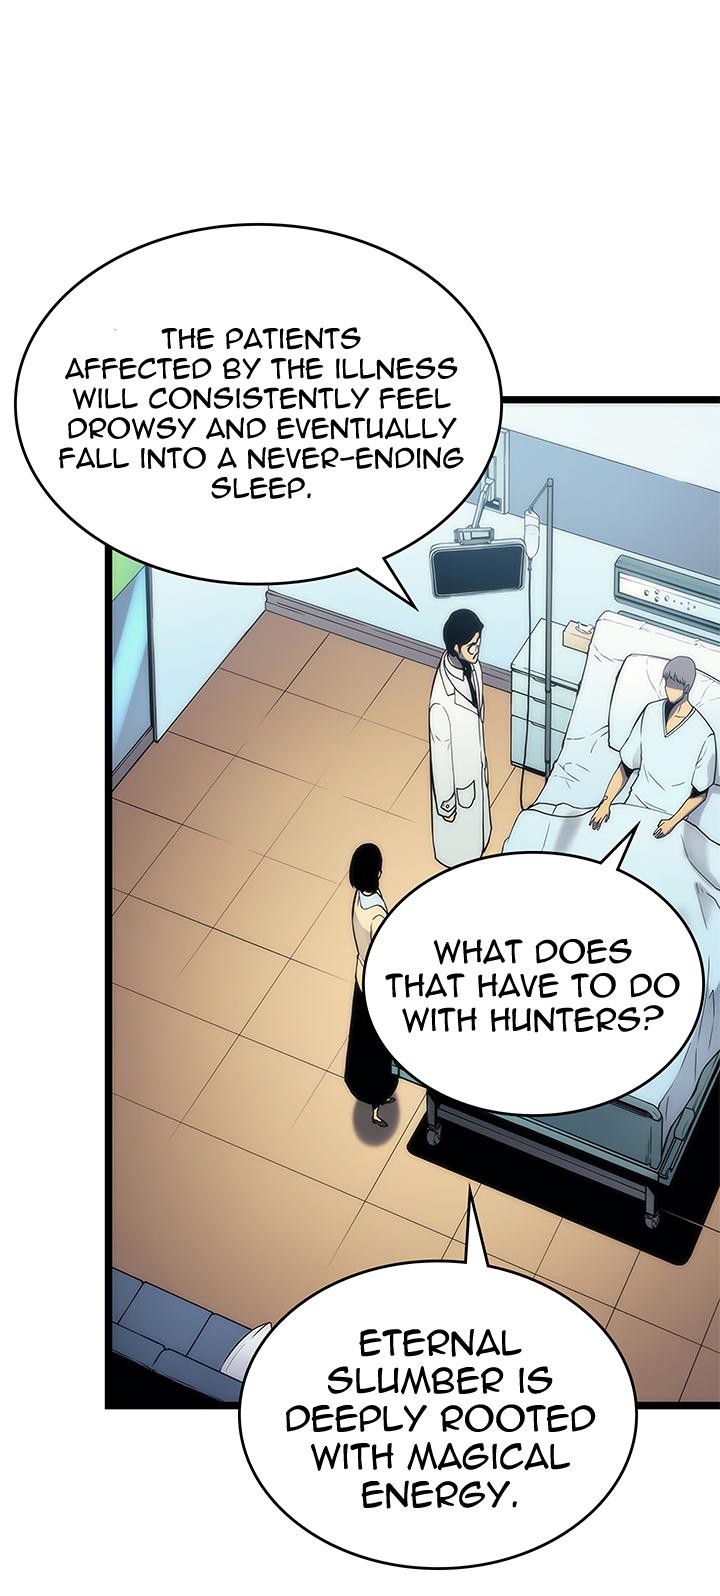 THE PATIENTS
AFFECTED BY THE ILLNESS
WILL CONSISTENTLY FEEL
DROWSY AND EVENTUALLY
FALL INTO A NEVER-ENDING
SLEEP.
WHAT DOES
THAT HAVE TO DO
WITH HUNTERS?
ETERNAL
SLUMBER IS
DEEPLY ROOTED
WITH MAGICAL
ENERGY.